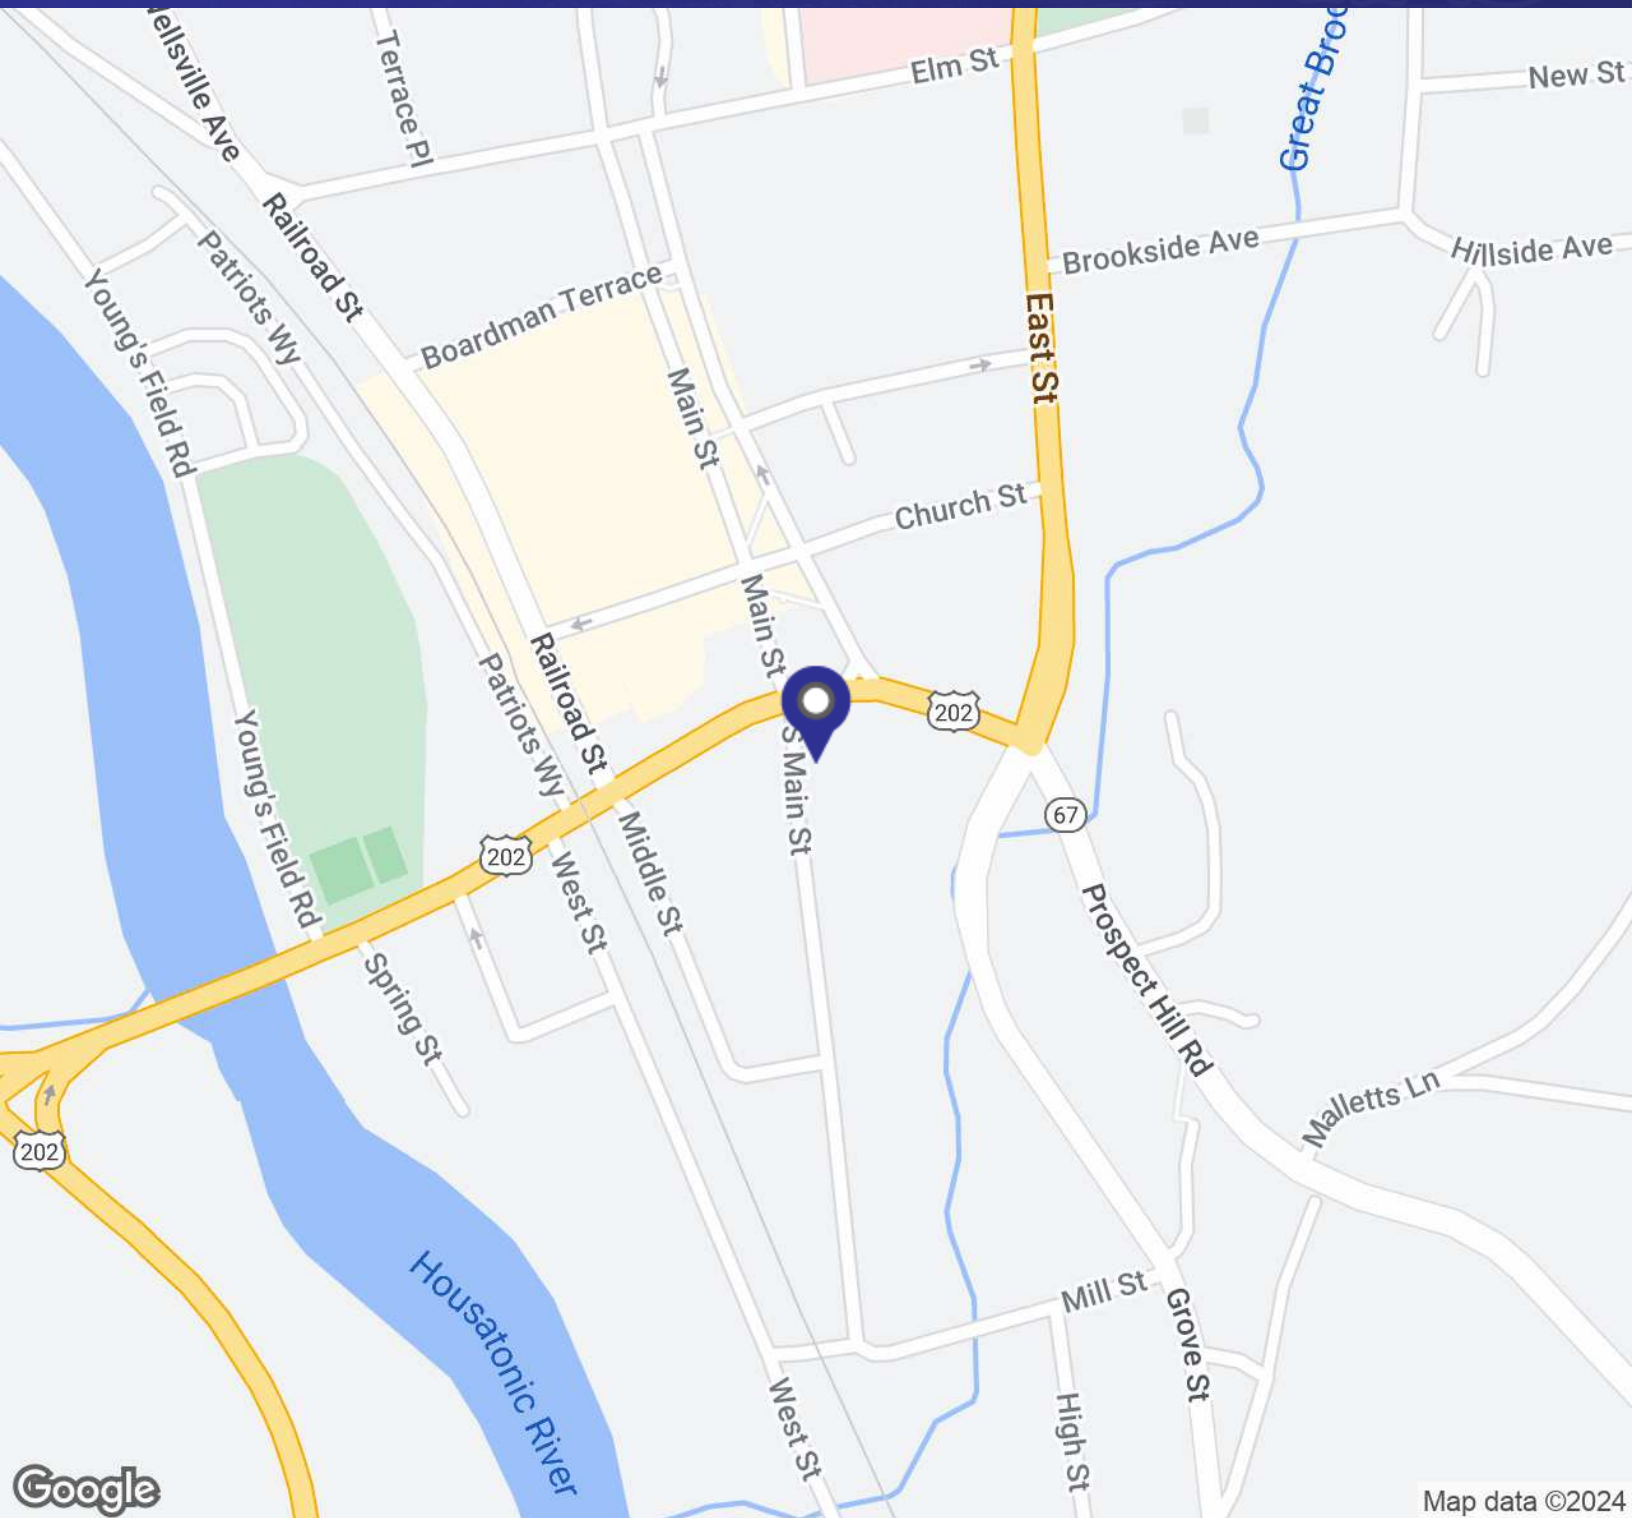 Elm St
New St
Wellsville Ave
Terrace Pl
Great Broo
Railroad St
Patriots Wy
Brookside Ave
Hillside Ave
Young's Field Rd
Boardman Terrace
East St
Main St
Church St
Main St
Railroad St
Patriots Wy
Young's Field Rd
202
S Main St
67
202
Middle St
West St
Prospect Hill Rd
Spring St
Malletts Ln
202
Housatonic River
Mill St
Grove St
West St
High St
Google
Map data ©2024